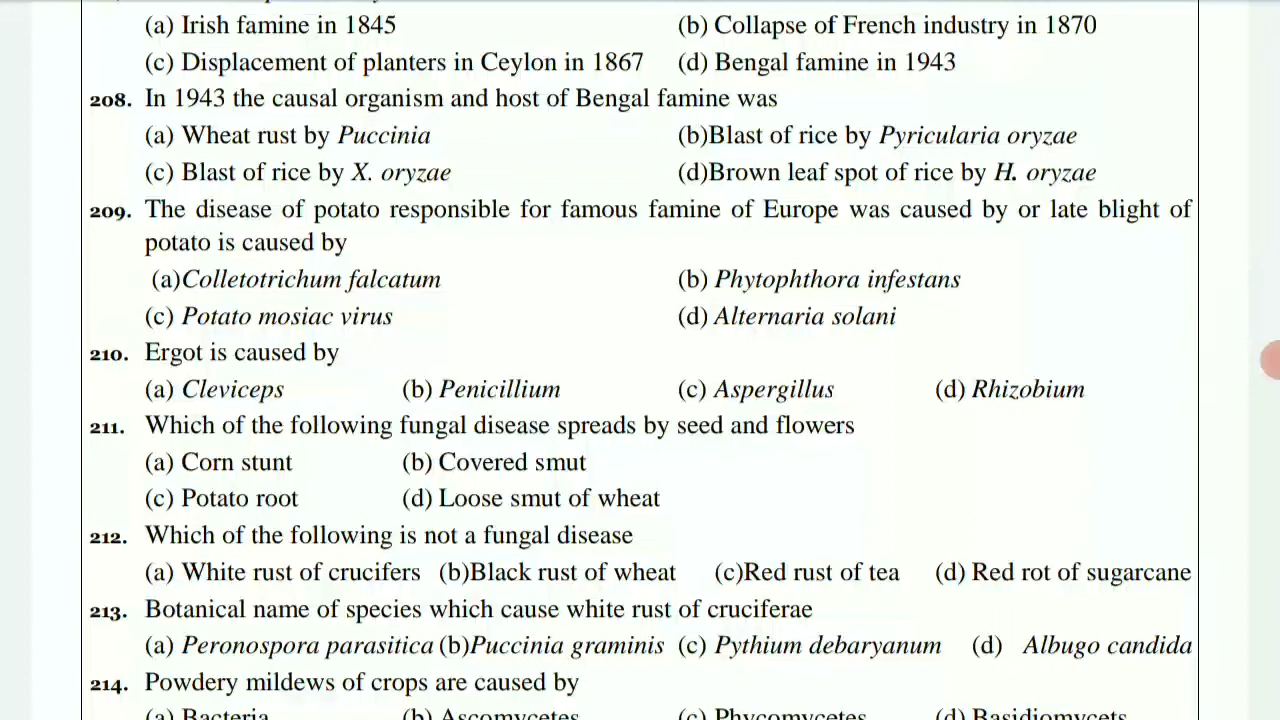 (a) Irish famine in 1845 (b) Collapse of French industry in 1870
(c) Displacement of planters in Ceylon in 1867 (d) Bengal famine in 1943
208. In 1943 the causal organism and host of Bengal famine was
(a) Wheat rust by Puccinia (b)Blast of rice by Pyricularia oryzae
(c) Blast of rice by X. oryzae (d)Brown leaf spot of rice by H. oryzae
209. The disease of potato responsible for famous famine of Europe was caused by or late blight of
potato is caused by
(a)Colletotrichum falcatum (b) Phytophthora infestans
(c) Potato mosiac virus (d) Alternaria solani
210. Ergot is caused by
(a) Cleviceps (b) Penicillium (c) Aspergillus (d) Rhizobium
211. Which of the following fungal disease spreads by seed and flowers
(a) Corn stunt (b) Covered smut
(c) Potato root (d) Loose smut of wheat
212. Which of the following is not a fungal disease
(a) White rust of crucifers (b)Black rust of wheat (c)Red rust of tea (d) Red rot of sugarcane
213. Botanical name of species which cause white rust of cruciferae
(a) Peronospora parasitica (b)Puccinia graminis (c) Pythium debaryanum (d) Albugo candida
214. Powdery mildews of crops are caused by
(a) Bacteria (b) Ascomycetes (c) Phycomycetes (d) Basidiomycets